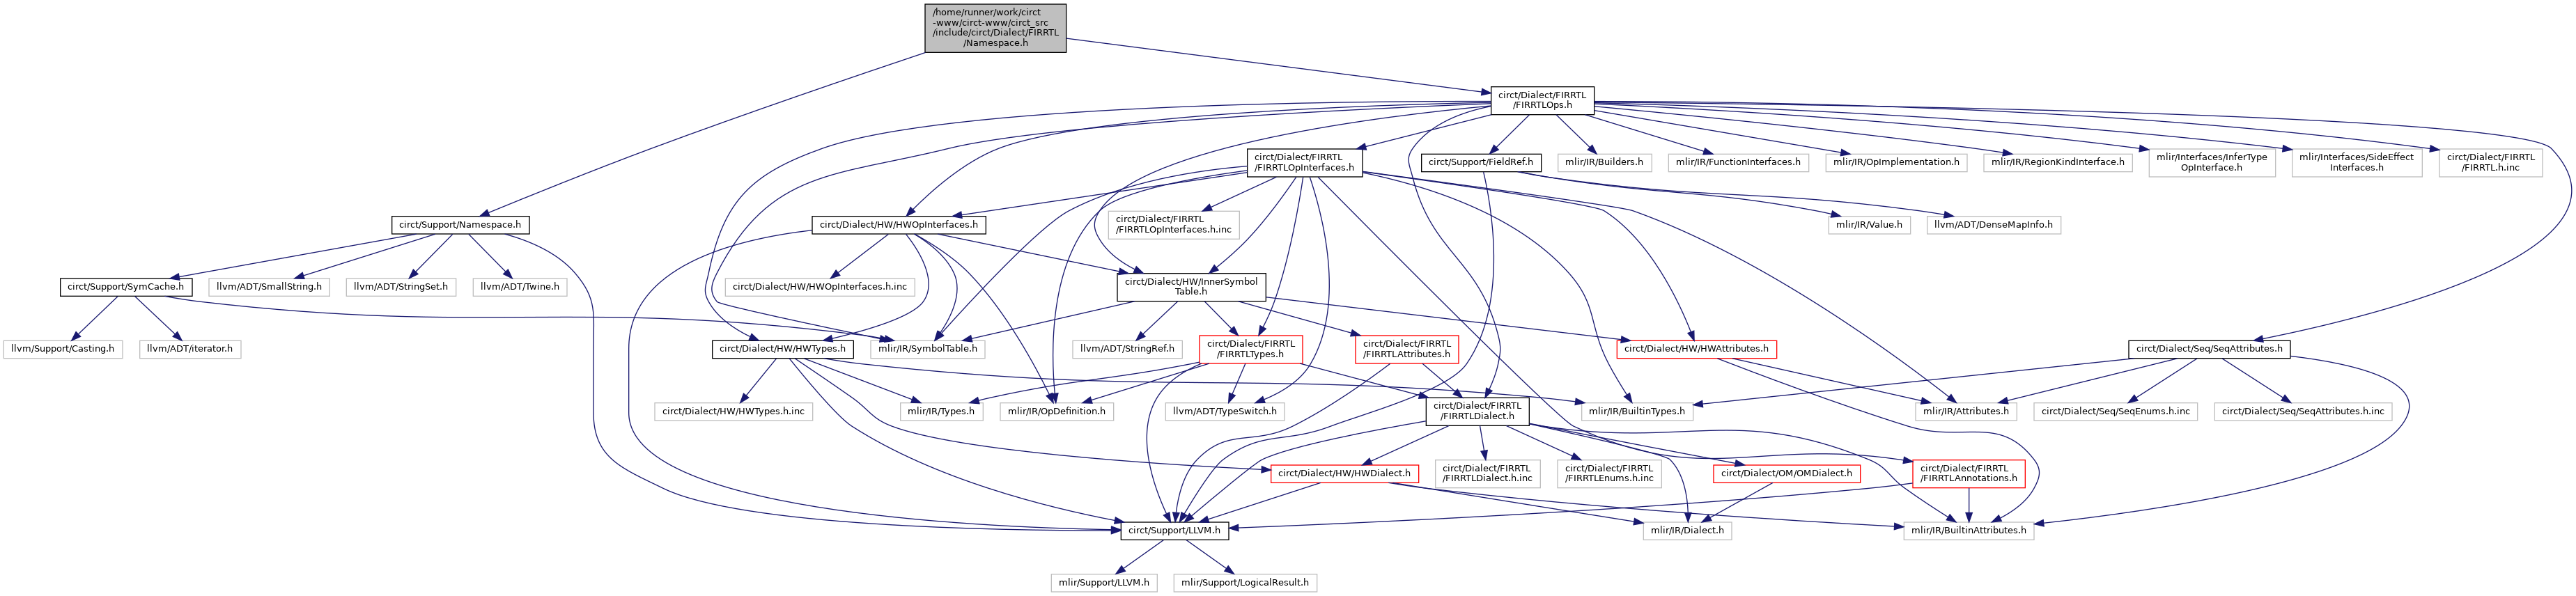 /home/runner/work/circt
-www/circt-www/circt_src
/include/circt/Dialect/FIRRTL
/Namespace.h
circt/Dialect/FIRRTL
/FIRRTLOps.h
circt/Dialect/FIRRTL
/FIRRTLOpInterfaces.h
circt/Support/FieldRef.h
mlir/IR/Builders.h
mlir/IR/FunctionInterfaces.h
mlir/IR/OpImplementation.h
mlir/IR/RegionKindInterface.h
mlir/Interfaces/InferType
OpInterface.h
mlir/Interfaces/SideEffect
Interfaces.h
circt/Dialect/FIRRTL
/FIRRTL.h.inc
circt/Support/Namespace.h
circt/Dialect/HW/HWOpInterfaces.h
circt/Dialect/FIRRTL
/FIRRTLOpInterfaces.h.inc
mlir/IR/Value.h
llvm/ADT/DenseMapInfo.h
circt/Support/SymCache.h
llvm/ADT/SmallString.h
llvm/ADT/StringSet.h
llvm/ADT/Twine.h
circt/Dialect/HW/HWOpInterfaces.h.inc
circt/Dialect/HW/InnerSymbol
Table.h
llvm/Support/Casting.h
llvm/ADT/iterator.h
circt/Dialect/HW/HWTypes.h
mlir/IR/SymbolTable.h
llvm/ADT/StringRef.h
circt/Dialect/FIRRTL
/FIRRTLTypes.h
circt/Dialect/FIRRTL
/FIRRTLAttributes.h
circt/Dialect/HW/HWAttributes.h
circt/Dialect/Seq/SeqAttributes.h
circt/Dialect/HW/HWTypes.h.inc
mlir/IR/Types.h
mlir/IR/OpDefinition.h
llvm/ADT/TypeSwitch.h
circt/Dialect/FIRRTL
/FIRRTLDialect.h
mlir/IR/BuiltinTypes.h
mlir/IR/Attributes.h
circt/Dialect/Seq/SeqEnums.h.inc
circt/Dialect/Seq/SeqAttributes.h.inc
circt/Dialect/HW/HWDialect.h
circt/Dialect/FIRRTL
/FIRRTLDialect.h.inc
circt/Dialect/FIRRTL
/FIRRTLEnums.h.inc
circt/Dialect/OM/OMDialect.h
circt/Dialect/FIRRTL
/FIRRTLAnnotations.h
circt/Support/LLVM.h
mlir/IR/Dialect.h
mlir/IR/BuiltinAttributes.h
mlir/Support/LLVM.h
mlir/Support/LogicalResult.h